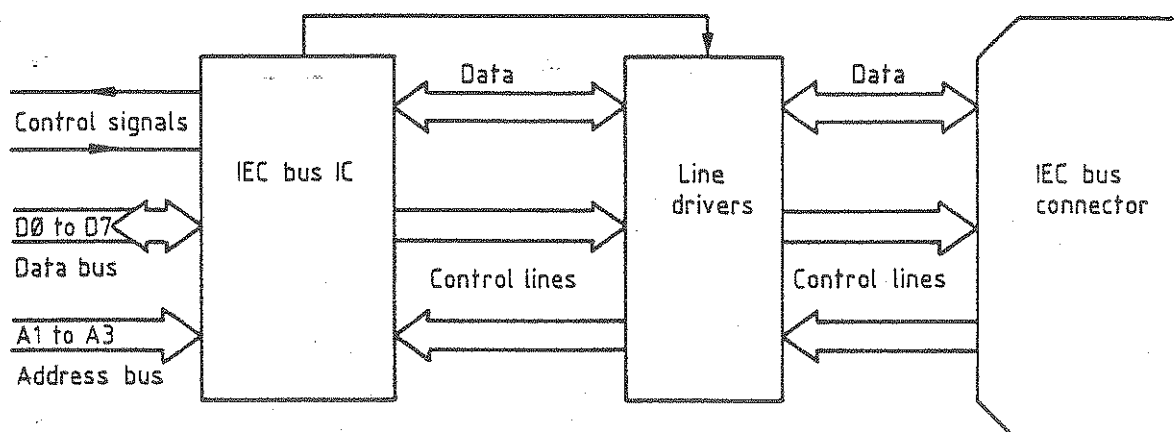 Data
Data
Control signals
IEC bus IC
Line
drivers
IEC bus
connector
DØ to D7
Data bus
Control lines
Control lines
A1 to A3
Address bus